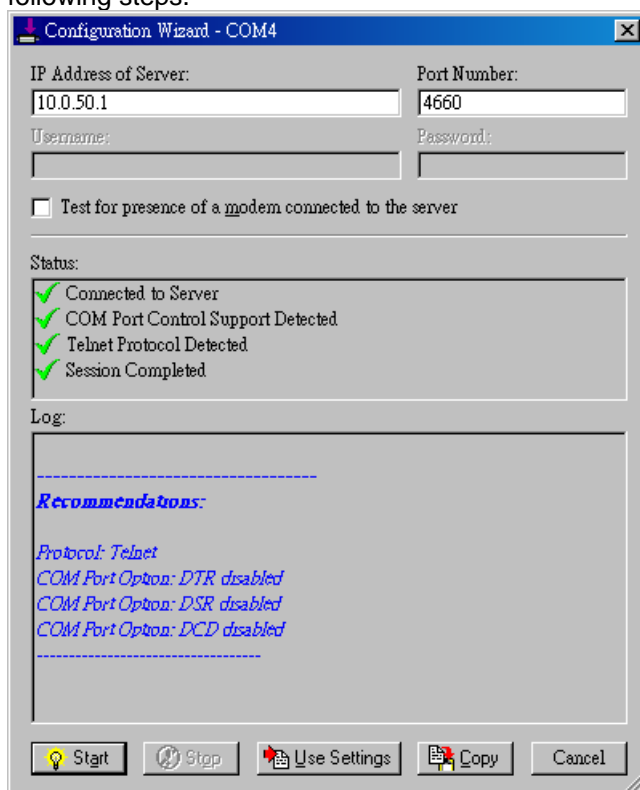 following steps.
Configuration Wizard - COM4
IP Address of Server: Port Number:
10.0.50.1 4660
Username: Password:
Test for presence of a modem connected to the server
Status:
Connected to Server
COM Port Control Support Detected
Telnet Protocol Detected
Session Completed
Log:
----------------------------------
Recommendations:
Protocol: Telnet
COM Port Option: DTR disabled
COM Port Option: DSR disabled
COM Port Option: DCD disabled
----------------------------------
Start Stop Use Settings Copy Cancel